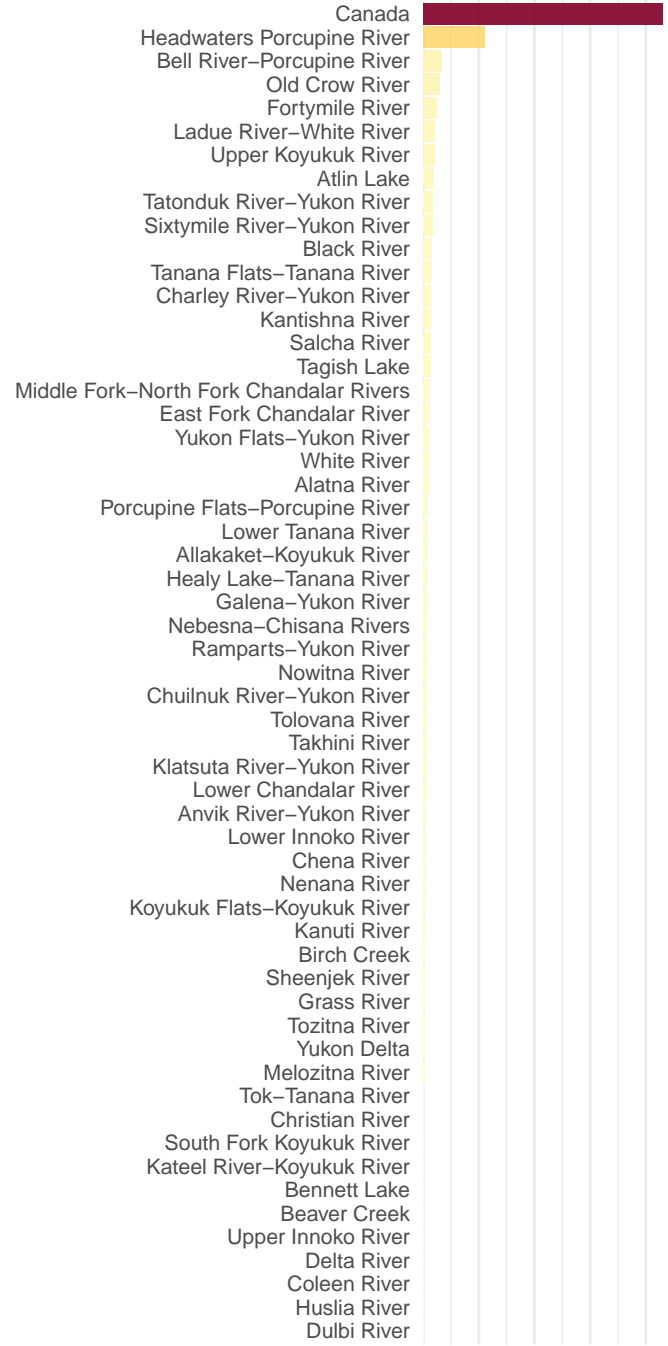 Canada
Headwaters Porcupine River
Bell River−Porcupine River
Old Crow River
Fortymile River
Ladue River−White River
Upper Koyukuk River
Atlin Lake
Tatonduk River−Yukon River
Sixtymile River−Yukon River
Black River
Tanana Flats−Tanana River
Charley River−Yukon River
Kantishna River
Salcha River
Tagish Lake
Middle Fork−North Fork Chandalar Rivers
East Fork Chandalar River
Yukon Flats−Yukon River
White River
Alatna River
Porcupine Flats−Porcupine River
Lower Tanana River
Allakaket−Koyukuk River
Healy Lake−Tanana River
Galena−Yukon River
Nebesna−Chisana Rivers
Ramparts−Yukon River
Nowitna River
Chuilnuk River−Yukon River
Tolovana River
Takhini River
Klatsuta River−Yukon River
Lower Chandalar River
Anvik River−Yukon River
Lower Innoko River
Chena River
Nenana River
Koyukuk Flats−Koyukuk River
Kanuti River
Birch Creek
Sheenjek River
Grass River
Tozitna River
Yukon Delta
Melozitna River
Tok−Tanana River
Christian River
South Fork Koyukuk River
Kateel River−Koyukuk River
Bennett Lake
Beaver Creek
Upper Innoko River
Delta River
Coleen River
Huslia River
Dulbi River